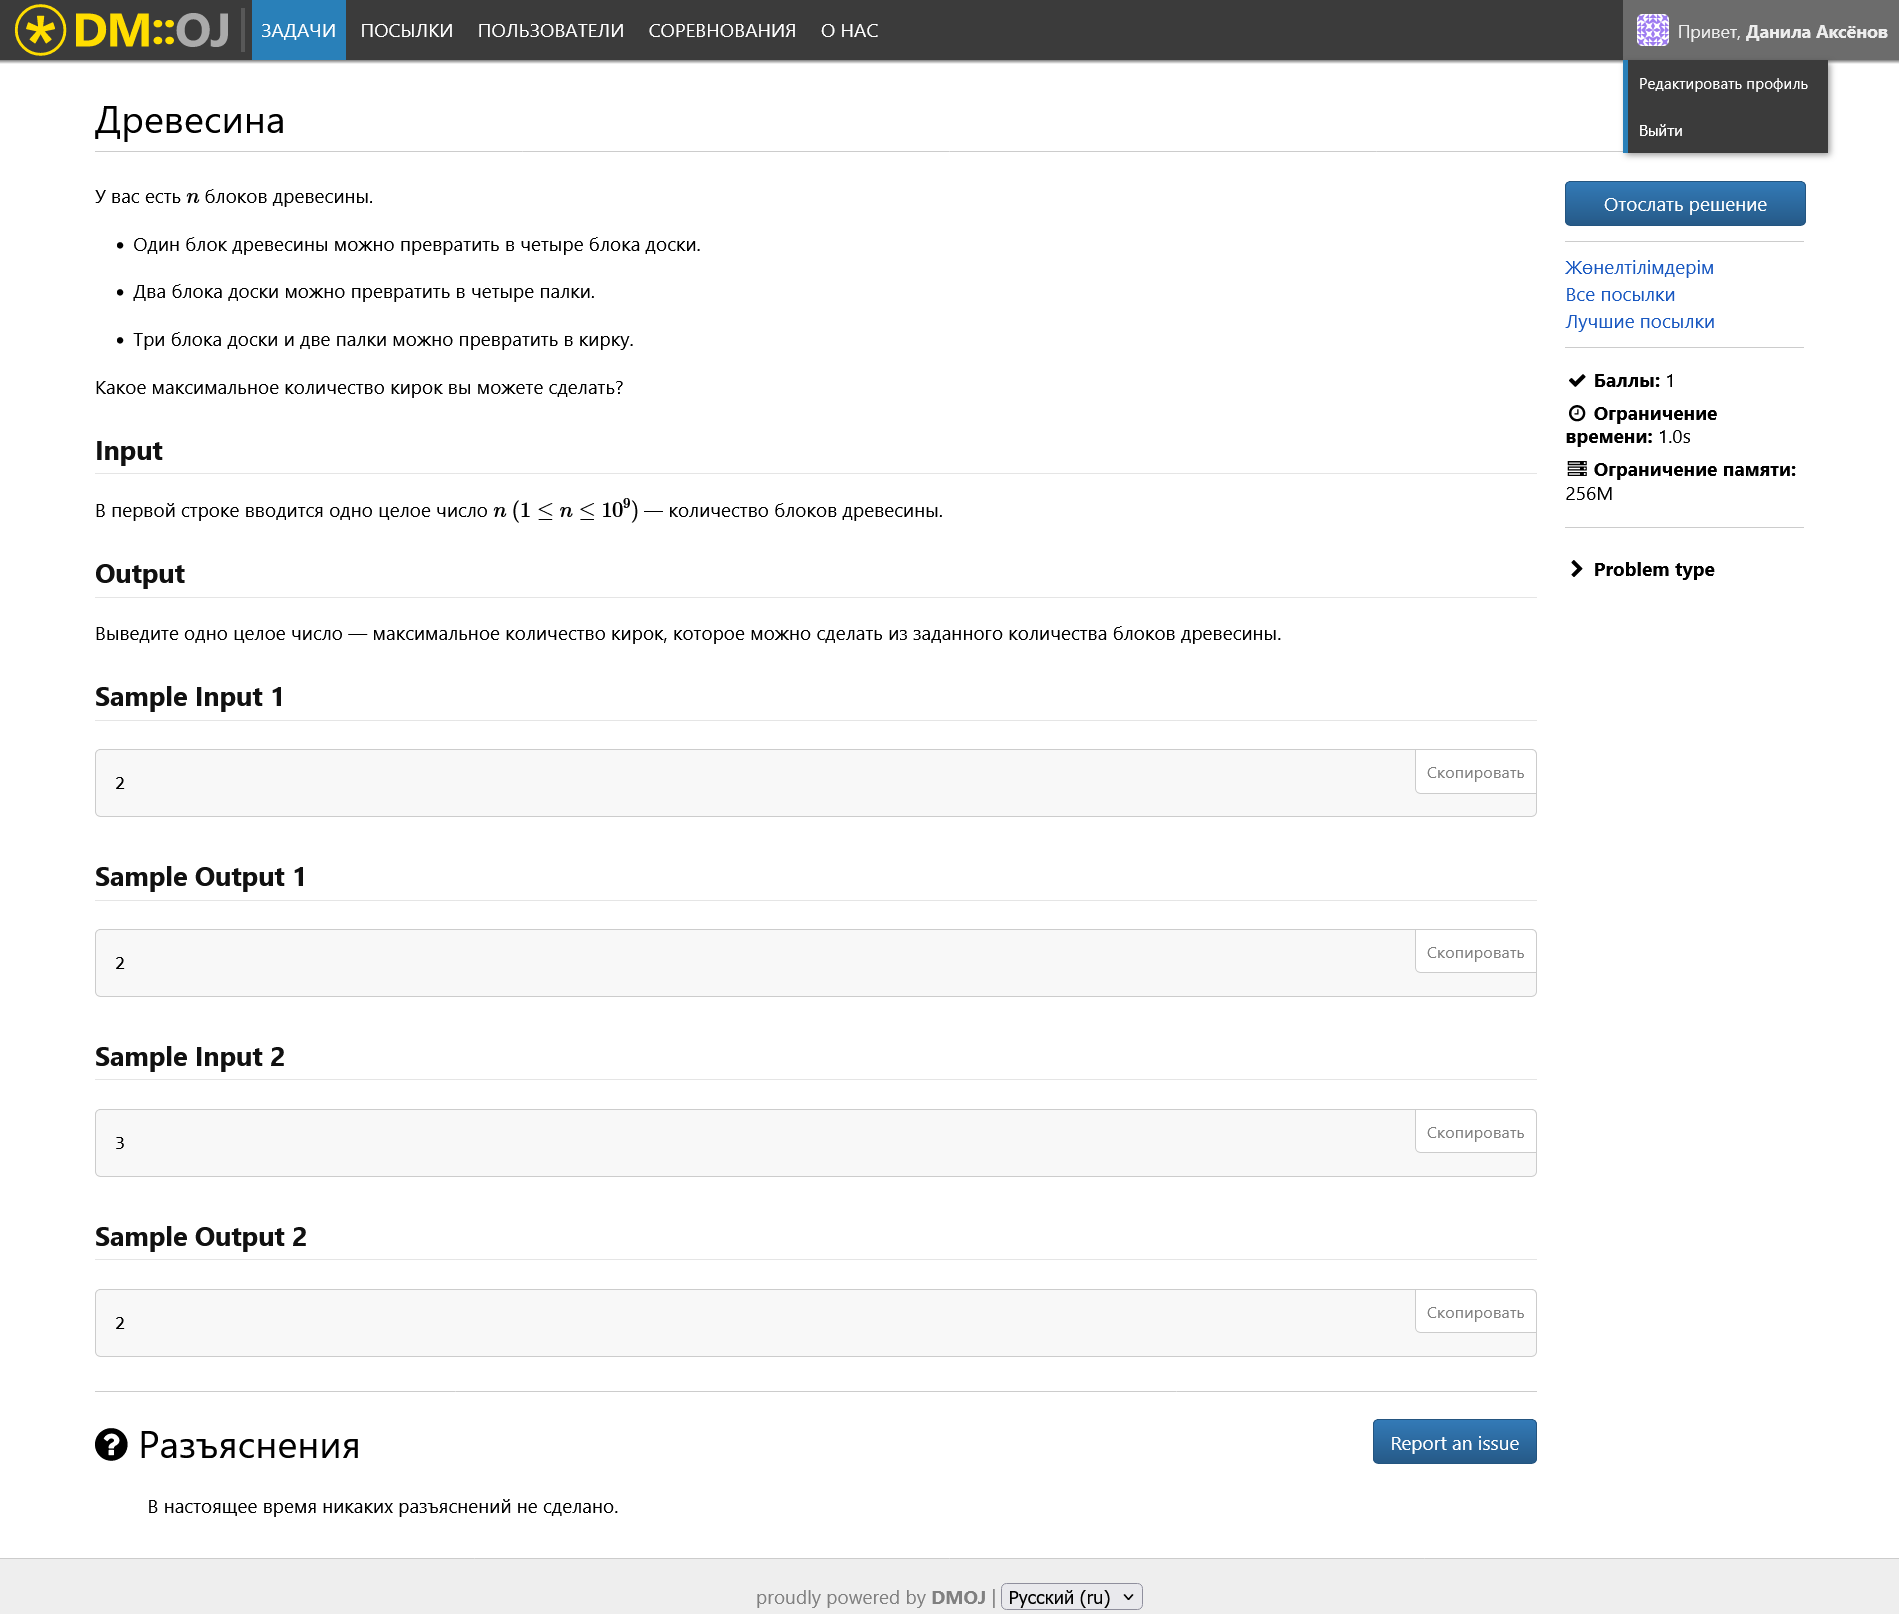 DM::OJ ЗАДАЧИ ПОСЫЛКИ ПОЛЬЗОВАТЕЛИ СОРЕВНОВАНИЯ О НАС Привет, Данила Аксёнов
Редактировать профиль
Выйти
Древесина
У вас есть n блоков древесины.
• Один блок древесины можно превратить в четыре блока доски.
• Два блока доски можно превратить в четыре палки.
• Три блока доски и две палки можно превратить в кирку.
Какое максимальное количество кирок вы можете сделать?
Input
В первой строке вводится одно целое число n (1 ≤ n ≤ 10⁹) — количество блоков древесины.
Output
Выведите одно целое число — максимальное количество кирок, которое можно сделать из заданного количества блоков древесины.
Sample Input 1
2
Скопировать
Sample Output 1
2
Скопировать
Sample Input 2
3
Скопировать
Sample Output 2
2
Скопировать
Разъяснения
Report an issue
В настоящее время никаких разъяснений не сделано.
Отослать решение
Жөнелтілімдерім
Все посылки
Лучшие посылки
Баллы: 1
Ограничение
времени: 1.0s
Ограничение памяти:
256M
Problem type
proudly powered by DMOJ | Русский (ru)